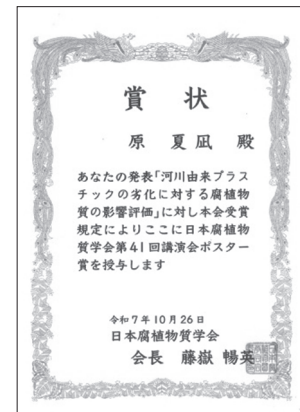 賞状
原 夏凪 殿
あなたの発表「河川由来プラス
チックの劣化に対する腐植物
質の影響評価」に対し本会受賞
規定によりここに日本腐植物
質学会第41回講演会ポスター
賞を授与します
令和7年10月26日
日本腐植物質学会
会長 藤嶽 暢英